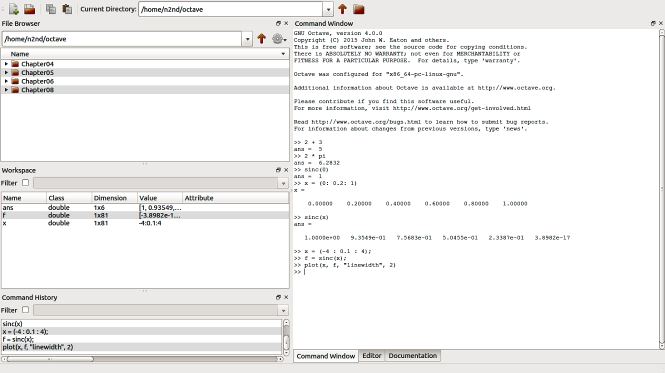 Current Directory: /home/n2nd/octave
File Browser
/home/n2nd/octave
Name
Chapter04
Chapter05
Chapter06
Chapter08
Workspace
Filter
Name Class Dimension Value Attribute
ans double 1x6 [1, 0.93549,...
f double 1x81 [-3.8982e-1...
x double 1x81 -4:0.1:4
Command History
Filter
sinc(x)
x = (-4 : 0.1 : 4);
f = sinc(x);
plot(x, f, "linewidth", 2)
Command Window
GNU Octave, version 4.0.0
Copyright (C) 2015 John W. Eaton and others.
This is free software; see the source code for copying conditions.
There is ABSOLUTELY NO WARRANTY; not even for MERCHANTABILITY or
FITNESS FOR A PARTICULAR PURPOSE.  For details, type 'warranty'.
Octave was configured for "x86_64-pc-linux-gnu".
Additional information about Octave is available at http://www.octave.org.
Please contribute if you find this software useful.
For more information, visit http://www.octave.org/get-involved.html
Read http://www.octave.org/bugs.html to learn how to submit bug reports.
For information about changes from previous versions, type 'news'.
>> 2 + 3
ans = 5
>> 2 * pi
ans = 6.2832
>> sinc(0)
ans = 1
>> x = (0: 0.2: 1)
x =
0.00000 0.20000 0.40000 0.60000 0.80000 1.00000
>> sinc(x)
ans =
1.0000e+00 9.3549e-01 7.5683e-01 5.0455e-01 2.3387e-01 3.8982e-17
>> x = (-4 : 0.1 : 4);
>> f = sinc(x);
>> plot(x, f, "linewidth", 2)
>>
Command Window Editor Documentation